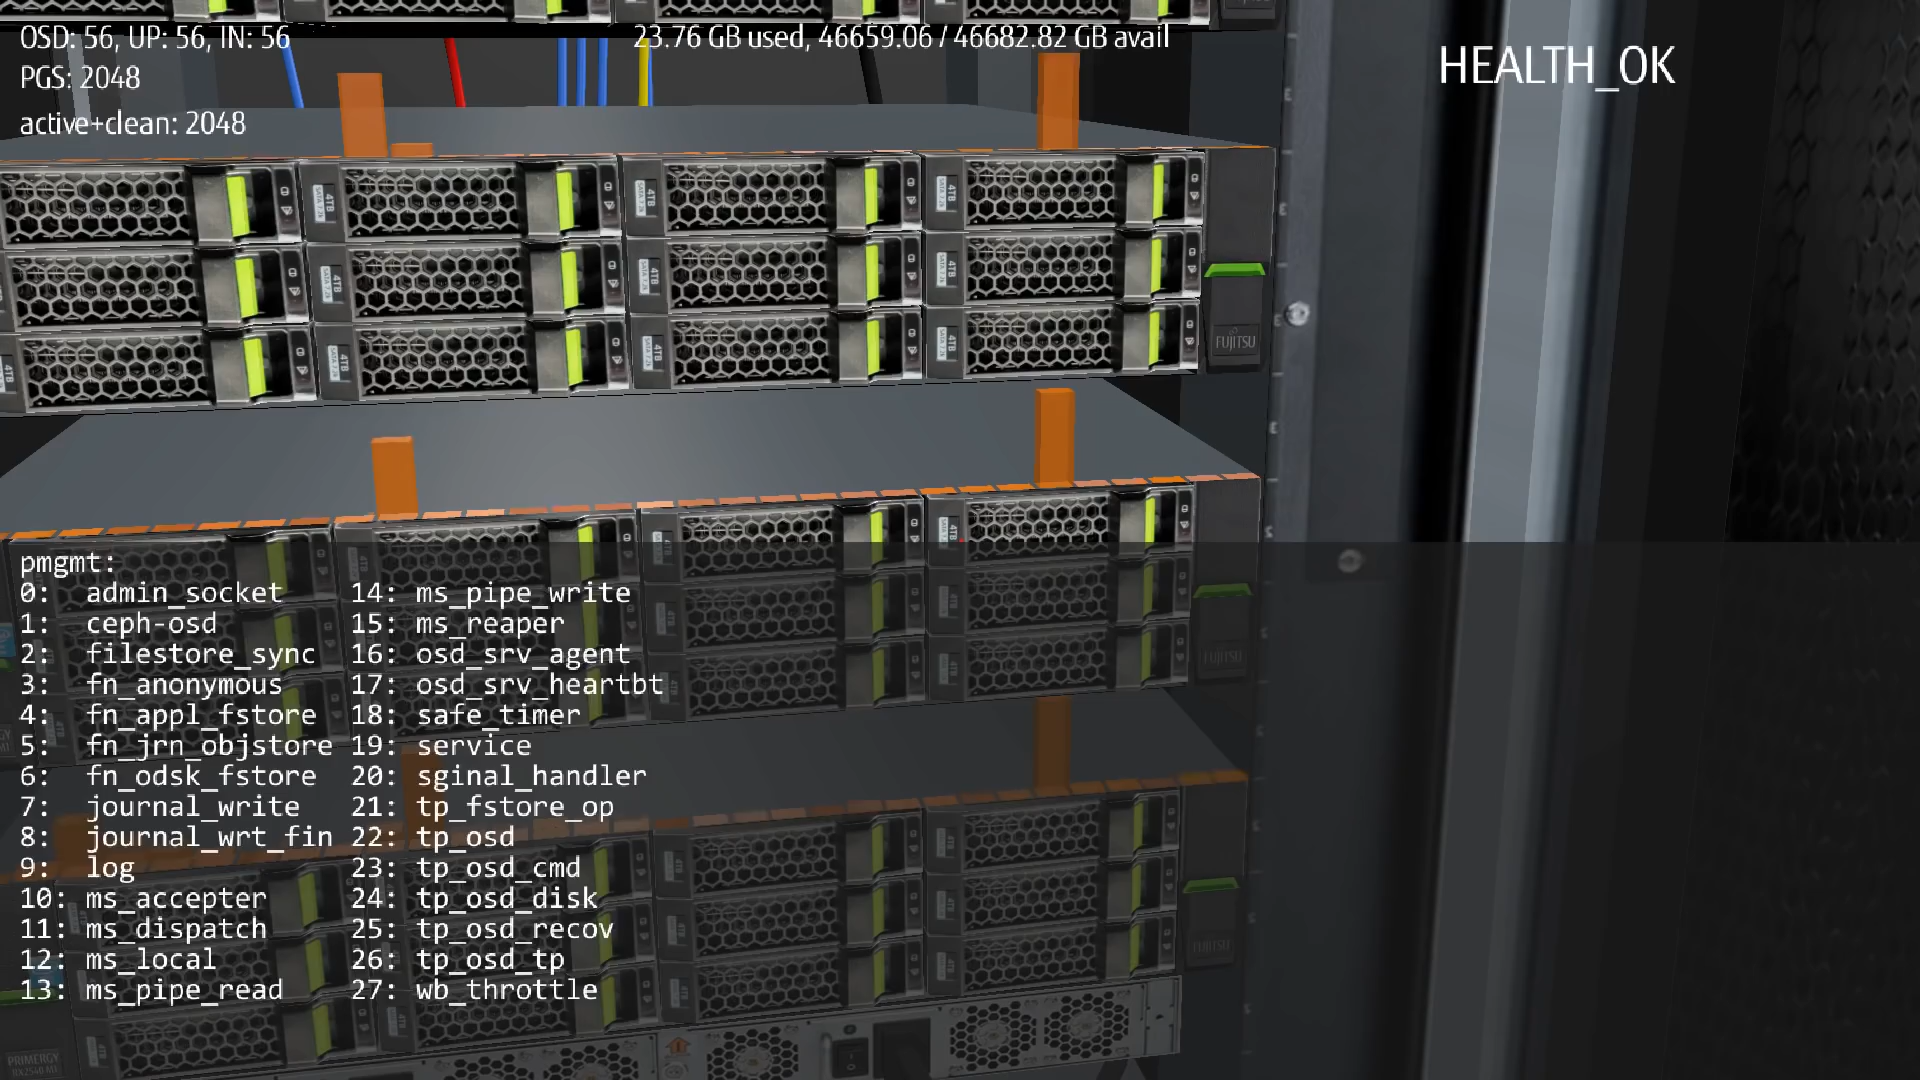 OSD: 56, UP: 56, IN: 56
23.76 GB used, 46659.06 / 46682.82 GB avail
HEALTH_OK
PGS: 2048
active+clean: 2048
FUJITSU
pmgmt:
0: admin_socket 14: ms_pipe_write
1: ceph-osd 15: ms_reaper
2: filestore_sync 16: osd_srv_agent
3: fn_anonymous 17: osd_srv_heartbt
4: fn_appl_fstore 18: safe_timer
5: fn_jrn_objstore 19: service
6: fn_odsk_fstore 20: sginal_handler
7: journal_write 21: tp_fstore_op
8: journal_wrt_fin 22: tp_osd
9: log 23: tp_osd_cmd
10: ms_accepter 24: tp_osd_disk
11: ms_dispatch 25: tp_osd_recov
12: ms_local 26: tp_osd_tp
13: ms_pipe_read 27: wb_throttle
FUJITSU
FUJITSU
PRIMERGY